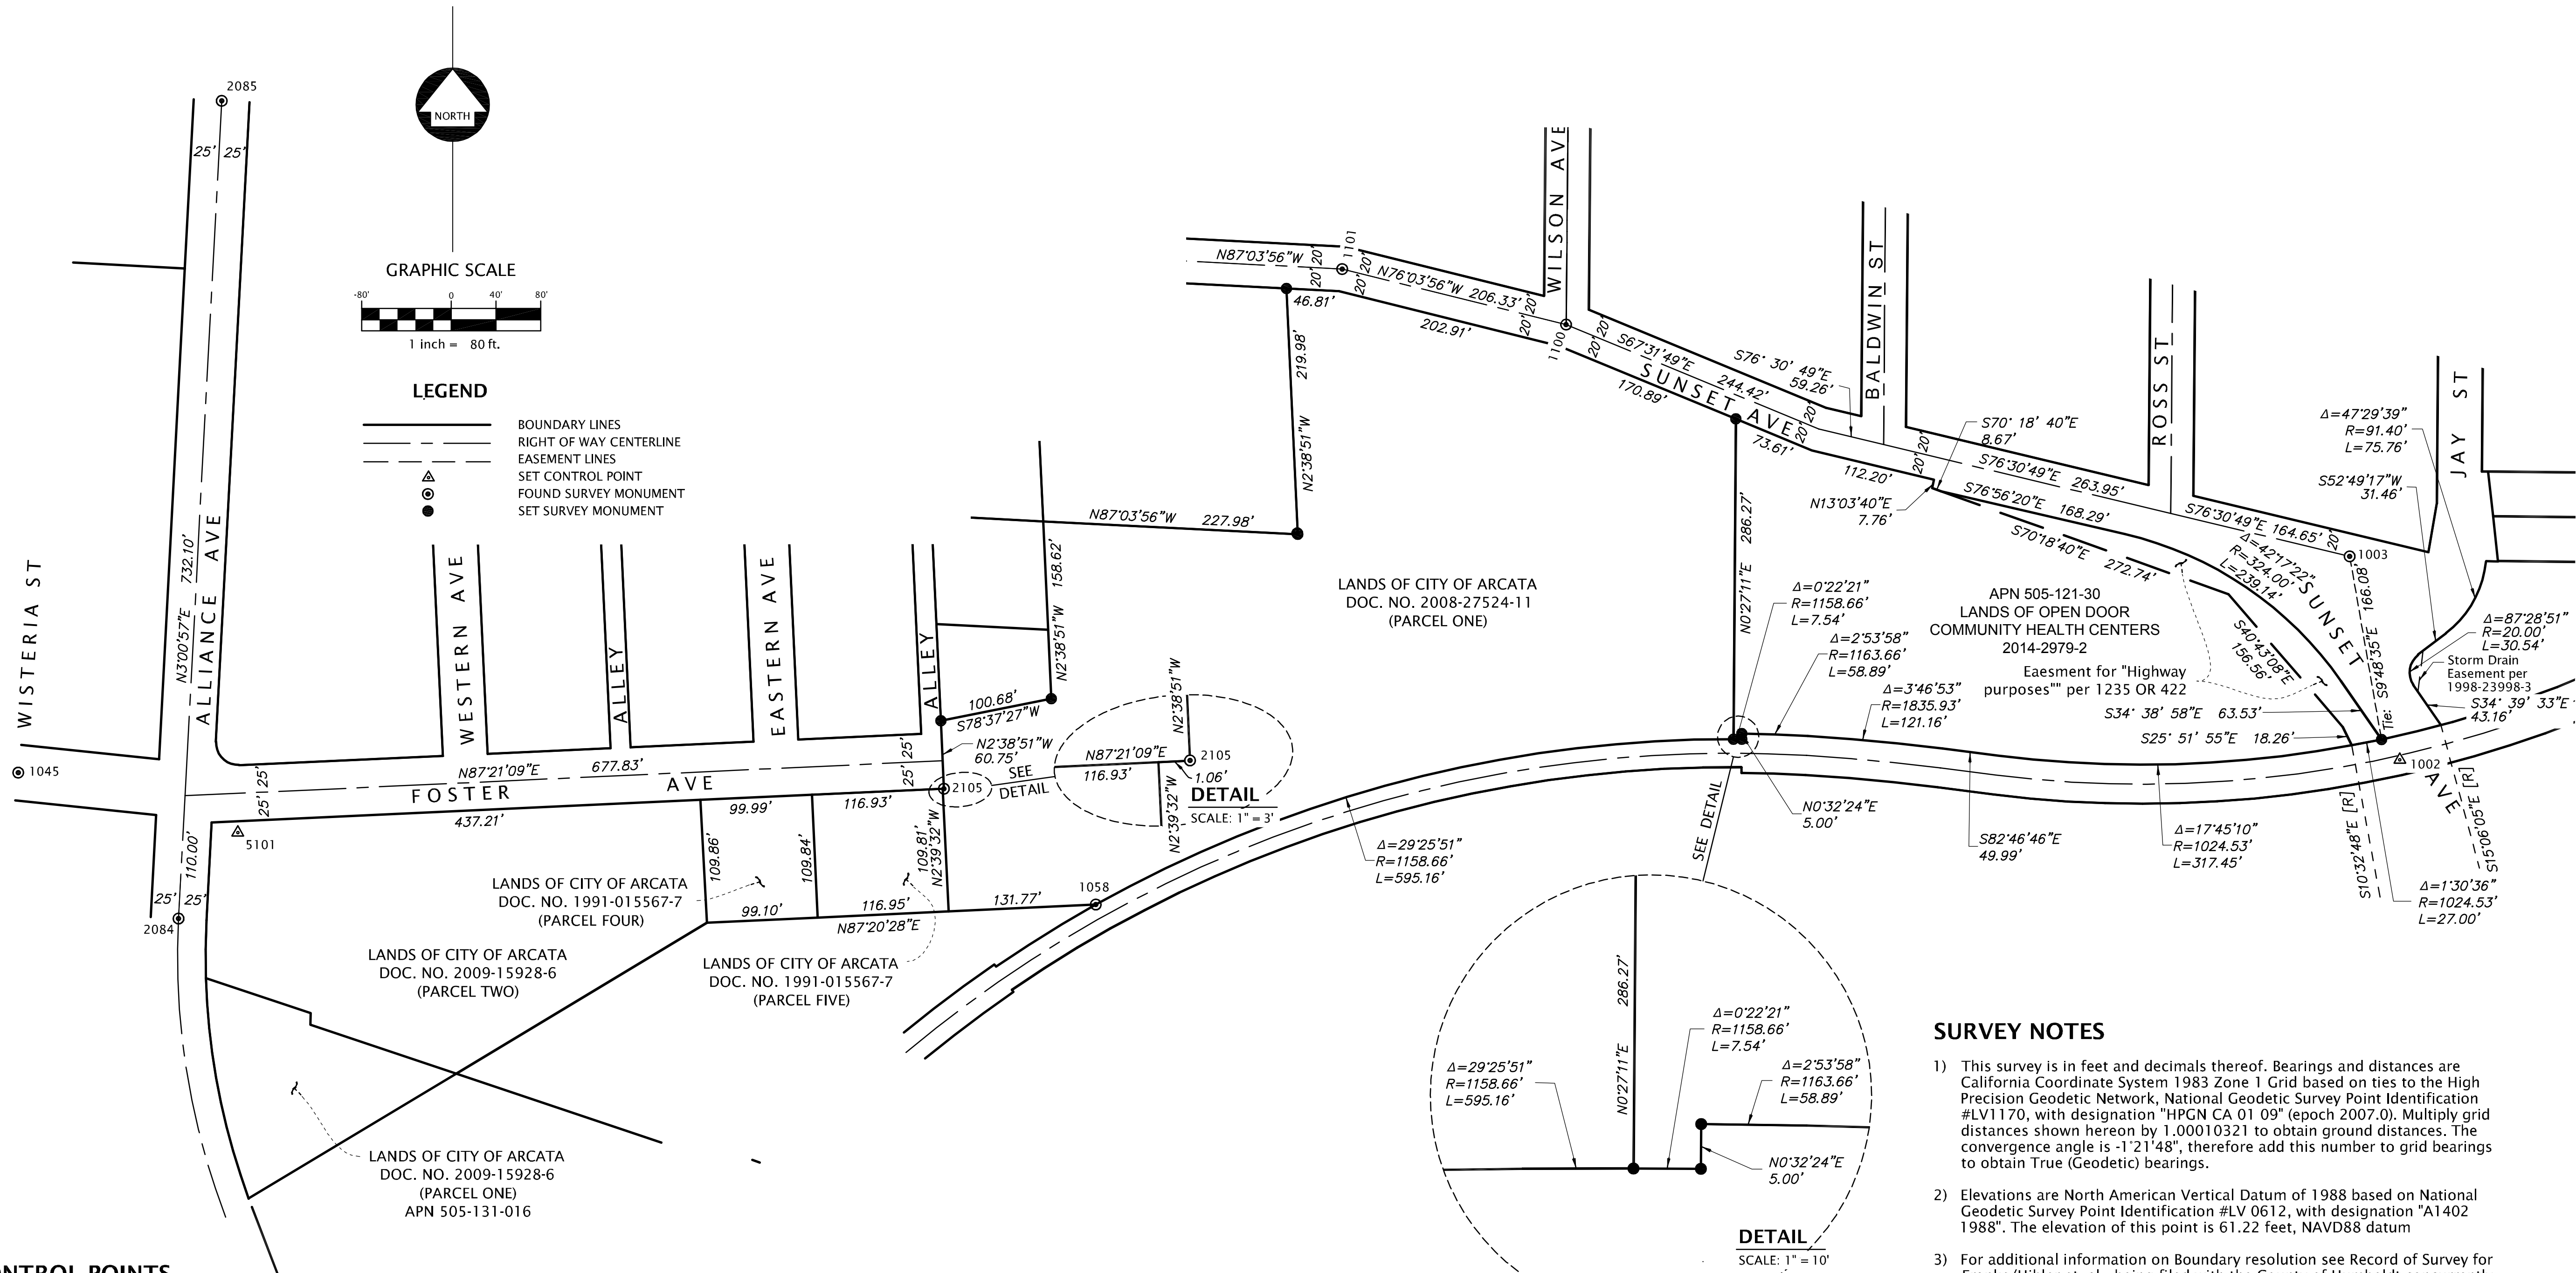 2085
25' 25'
NORTH
GRAPHIC SCALE
-80' 0 40' 80'
1 inch = 80 ft.
LEGEND
BOUNDARY LINES
RIGHT OF WAY CENTERLINE
EASEMENT LINES
SET CONTROL POINT
FOUND SURVEY MONUMENT
SET SURVEY MONUMENT
WISTERIA ST
1045
N3°00'57"E 732.10'
ALLIANCE AVE
WESTERN AVE
ALLEY
EASTERN AVE
ALLEY
N87°21'09"E 677.83'
FOSTER AVE
25' 25'
25' 25'
437.21'
99.99'
116.93'
5101
110.00'
25' 25'
2084
109.86'
109.84'
109.81'
N2°39'32"W
99.10'
116.95'
131.77'
N87°20'28"E
1058
2105
LANDS OF CITY OF ARCATA
DOC. NO. 1991-015567-7
(PARCEL FOUR)
LANDS OF CITY OF ARCATA
DOC. NO. 2009-15928-6
(PARCEL TWO)
LANDS OF CITY OF ARCATA
DOC. NO. 1991-015567-7
(PARCEL FIVE)
LANDS OF CITY OF ARCATA
DOC. NO. 2009-15928-6
(PARCEL ONE)
APN 505-131-016
100.68'
S78°37'27"W
N2°38'51"W 158.62'
N2°38'51"W
60.75'
SEE
DETAIL
N87°21'09"E
116.93'
N2°38'51"W
2105
1.06'
N2°39'32"W
DETAIL
SCALE: 1" = 3'
N87°03'56"W
20' 20'
1101
20' 20'
N76°03'56"W 206.33'
46.81'
202.91'
20' 20'
WILSON AVE
1100
20' 20'
219.98'
N2°38'51"W
N87°03'56"W 227.98'
S67°31'49"E 244.42'
SUNSET AVE
170.89'
73.61'
20' 20'
S76° 30' 49"E
59.26'
BALDWIN ST
112.20'
20' 20'
S70° 18' 40"E
8.67'
N13°03'40"E
7.76'
S76°30'49"E 263.95'
S76°56'20"E 168.29'
S70°18'40"E 272.74'
ROSS ST
S76°30'49"E 164.65'
20'
1003
JAY ST
Δ=47°29'39"
R=91.40'
L=75.76'
S52°49'17"W
31.46'
Δ=42°17'22"
R=324.00'
L=239.14'
SUNSET AVE
Tie: S9°48'35"E 166.08'
Δ=87°28'51"
R=20.00'
L=30.54'
Storm Drain
Easement per
1998-23998-3
S34° 39' 33"E
43.16'
LANDS OF CITY OF ARCATA
DOC. NO. 2008-27524-11
(PARCEL ONE)
N0°27'11"E 286.27'
Δ=0°22'21"
R=1158.66'
L=7.54'
Δ=2°53'58"
R=1163.66'
L=58.89'
Δ=3°46'53"
R=1835.93'
L=121.16'
APN 505-121-30
LANDS OF OPEN DOOR
COMMUNITY HEALTH CENTERS
2014-2979-2
Eaesment for "Highway
purposes"" per 1235 OR 422
S40°43'08"E
156.56'
S34° 38' 58"E 63.53'
S25° 51' 55"E 18.26'
1002
SEE DETAIL
N0°32'24"E
5.00'
Δ=29°25'51"
R=1158.66'
L=595.16'
S82°46'46"E
49.99'
Δ=17°45'10"
R=1024.53'
L=317.45'
S10°32'48"E [R]
S15°06'05"E [R]
Δ=1°30'36"
R=1024.53'
L=27.00'
N0°27'11"E 286.27'
Δ=0°22'21"
R=1158.66'
L=7.54'
Δ=29°25'51"
R=1158.66'
L=595.16'
Δ=2°53'58"
R=1163.66'
L=58.89'
N0°32'24"E
5.00'
DETAIL
SCALE: 1" = 10'
SURVEY NOTES
1) This survey is in feet and decimals thereof. Bearings and distances are
California Coordinate System 1983 Zone 1 Grid based on ties to the High
Precision Geodetic Network, National Geodetic Survey Point Identification
#LV1170, with designation "HPGN CA 01 09" (epoch 2007.0). Multiply grid
distances shown hereon by 1.00010321 to obtain ground distances. The
convergence angle is -1°21'48", therefore add this number to grid bearings
to obtain True (Geodetic) bearings.
2) Elevations are North American Vertical Datum of 1988 based on National
Geodetic Survey Point Identification #LV 0612, with designation "A1402
1988". The elevation of this point is 61.22 feet, NAVD88 datum
3) For additional information on Boundary resolution see Record of Survey for